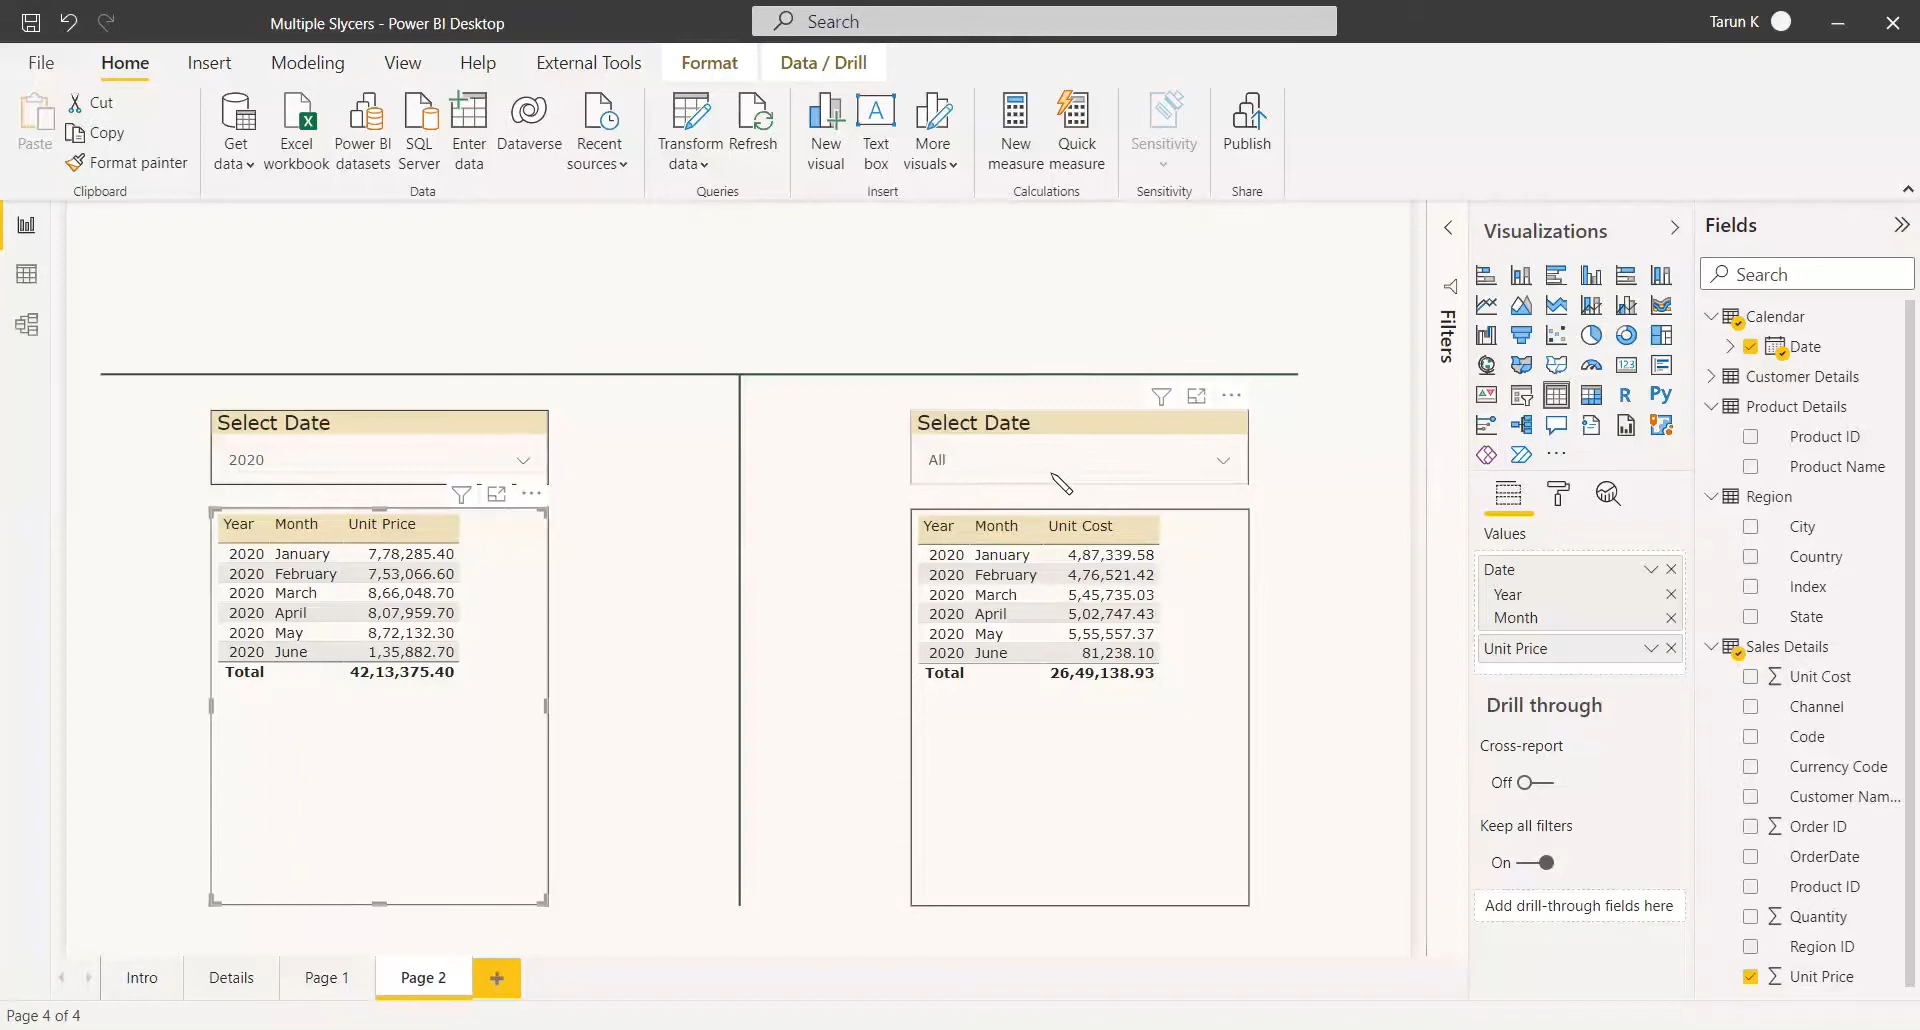 Multiple Slycers - Power BI Desktop
Search
Tarun K
File
Home
Insert
Modeling
View
Help
External Tools
Format
Data / Drill
Paste
Cut
Copy
Format painter
Clipboard
Get data
Excel workbook
Power BI datasets
SQL Server
Enter data
Dataverse
Recent sources
Data
Transform data
Refresh
Queries
New visual
A
Text box
More visuals
Insert
New measure
Quick measure
Calculations
Sensitivity
Sensitivity
Publish
Share
Select Date
2020
Year Month Unit Price
2020 January 7,78,285.40
2020 February 7,53,066.60
2020 March 8,66,048.70
2020 April 8,07,959.70
2020 May 8,72,132.30
2020 June 1,35,882.70
Total 42,13,375.40
Select Date
All
Year Month Unit Cost
2020 January 4,87,339.58
2020 February 4,76,521.42
2020 March 5,45,735.03
2020 April 5,02,747.43
2020 May 5,55,557.37
2020 June 81,238.10
Total 26,49,138.93
Filters
Visualizations
123
R
Py
Values
Date
Year
Month
Unit Price
Drill through
Cross-report
Off
Keep all filters
On
Add drill-through fields here
Fields
Search
Calendar
Date
Customer Details
Product Details
Product ID
Product Name
Region
City
Country
Index
State
Sales Details
Unit Cost
Channel
Code
Currency Code
Customer Nam...
Order ID
OrderDate
Product ID
Quantity
Region ID
Unit Price
Intro
Details
Page 1
Page 2
Page 4 of 4